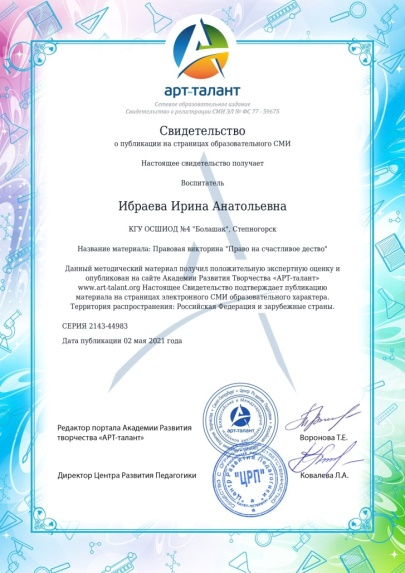 арт-талант
Сетевое образовательное издание
Свидетельство о регистрации СМИ ЭЛ № ФС 77 - 59675
Свидетельство
о публикации на страницах образовательного СМИ
Настоящее свидетельство получает
Воспитатель
Ибраева Ирина Анатольевна
КГУ ОСШИОД №4 "Болашак", Степногорск
Название материала: Правовая викторина "Право на счастливое дество"
Данный методический материал получил положительную экспертную оценку и
опубликован на сайте Академии Развития Творчества «АРТ-талант»
www.art-talant.org Настоящее Свидетельство подтверждает публикацию
материала на страницах электронного СМИ образовательного характера.
Территория распространения: Российская Федерация и зарубежные страны.
СЕРИЯ 2143-44983
Дата публикации 02 мая 2021 года
Редактор портала Академии Развития
творчества «АРТ-талант»
арт-талант
Воронова Т.Е.
Директор Центра Развития Педагогики
"ЦРП"
Ковалева Л.А.